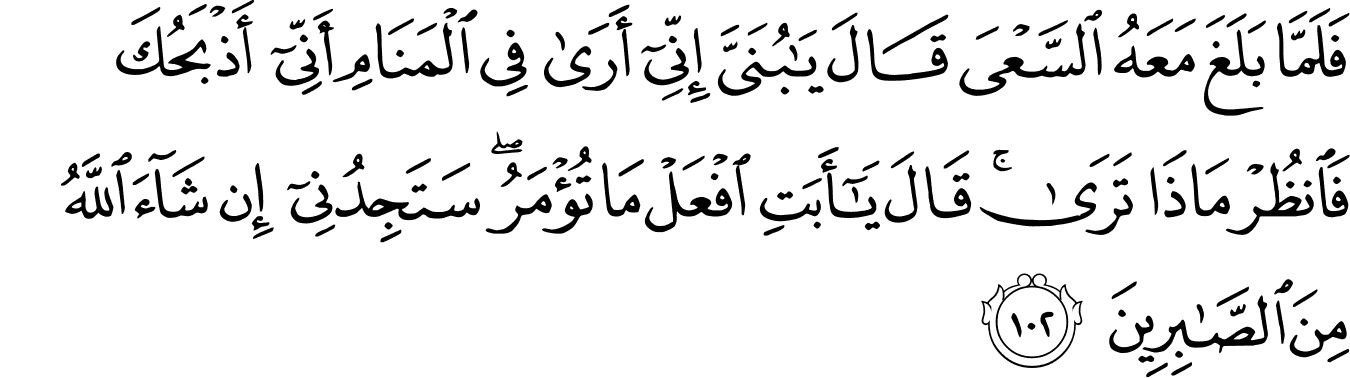 فَلَمَّا بَلَغَ مَعَهُ ٱلسَّعْىَ قَالَ يَـٰبُنَىَّ إِنِّىٓ أَرَىٰ فِى ٱلْمَنَامِ أَنِّىٓ أَذْبَحُكَ
فَٱنظُرْ مَاذَا تَرَىٰ ۚ قَالَ يَـٰٓأَبَتِ ٱفْعَلْ مَا تُؤْمَرُ ۖ سَتَجِدُنِىٓ إِن شَآءَ ٱللَّهُ
مِنَ ٱلصَّـٰبِرِينَ ١٠٢